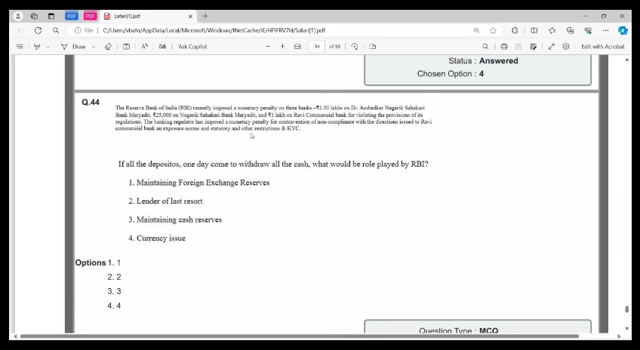 Safari[1].pdf
File C:/Users/
/AppData/Local/Microsoft/Windows/INetCache/IE/HPIFRV7H/Safari[1].pdf
Ask Copilot
of 98
Edit with Acrobat
Status : Answered
Chosen Option : 4
Q.44
The Reserve Bank of India (RBI) recently imposed a monetary penalty on three banks –₹1.50 lakhs on Dr. Ambedkar Nagarik Sahakari
Bank Maryadit, ₹25,000 on Nagarik Sahakari Bank Maryadit, and ₹1 lakh on Ravi Commercial bank for violating the provisions of its
regulations. The banking regulator has imposed a monetary penalty for contravention of non-compliance with the directions issued to Ravi
commercial bank on exposure norms and statutory and other restrictions & KYC.
If all the depositos, one day come to withdraw all the cash, what would be role played by RBI?
1. Maintaining Foreign Exchange Reserves
2. Lender of last resort
3. Maintaining cash reserves
4. Currency issue
Options 1. 1
2. 2
3. 3
4. 4
Question Type : MCQ